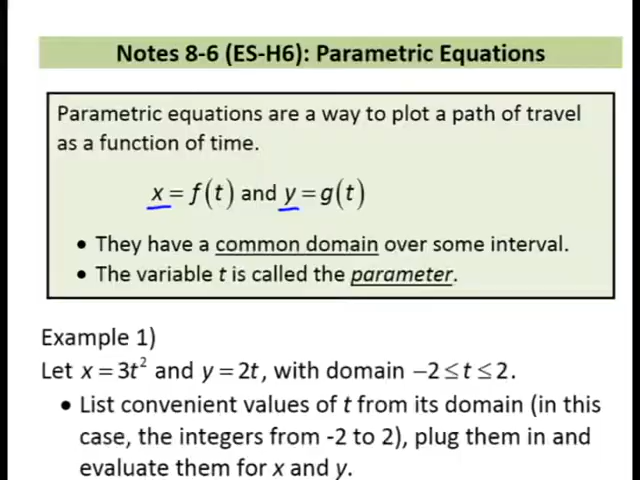 Notes 8-6 (ES-H6): Parametric Equations
Parametric equations are a way to plot a path of travel
as a function of time.
x = f(t) and y = g(t)
• They have a common domain over some interval.
• The variable t is called the parameter.
Example 1)
Let x = 3t² and y = 2t, with domain −2 ≤ t ≤ 2.
• List convenient values of t from its domain (in this
case, the integers from -2 to 2), plug them in and
evaluate them for x and y.